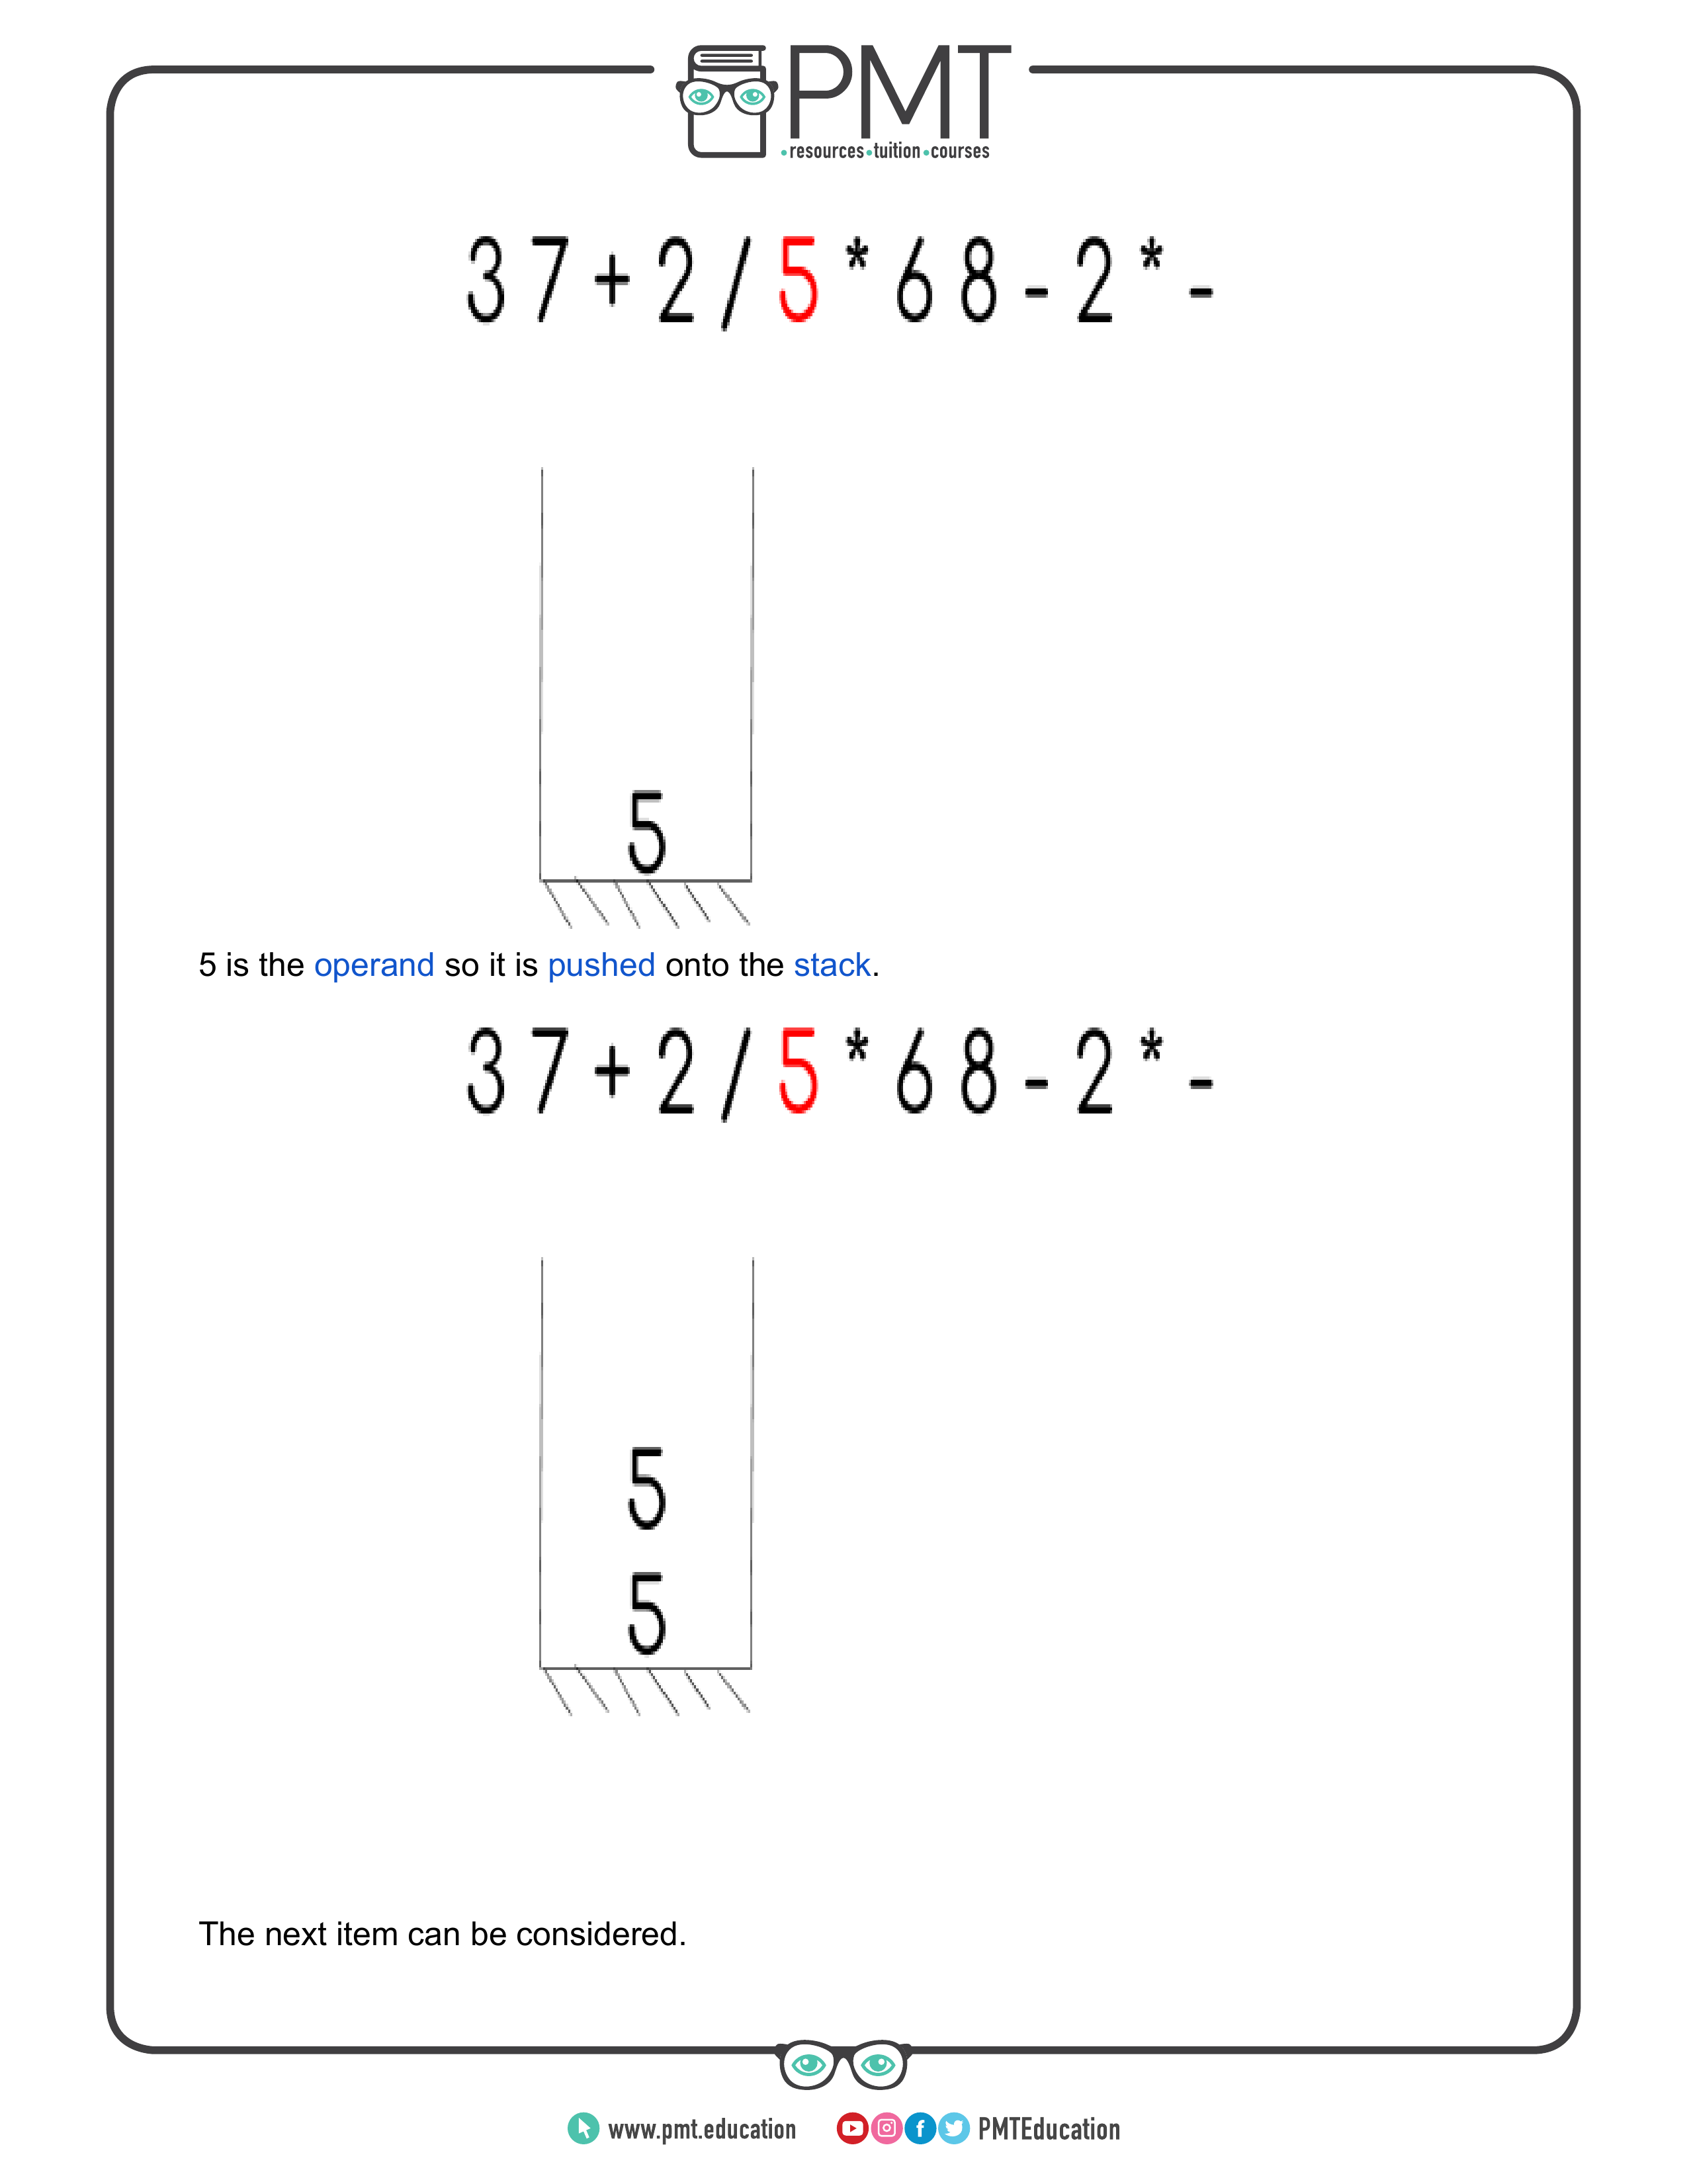 PMT
•resources•tuition•courses
3 7 + 2 / 5 * 6 8 - 2 * -
5
5 is the operand so it is pushed onto the stack.
3 7 + 2 / 5 * 6 8 - 2 * -
5
5
The next item can be considered.
www.pmt.education PMTEducation